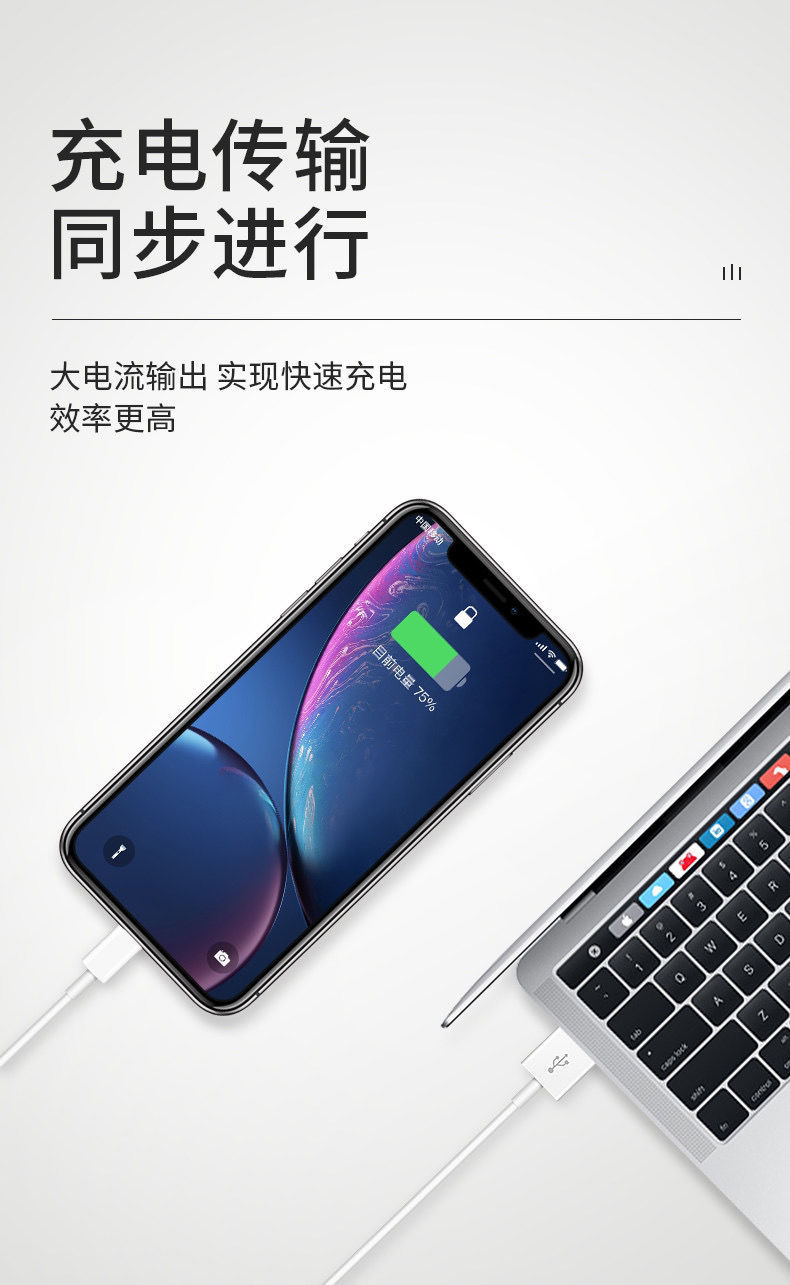 充电传输
同步进行
大电流输出 实现快速充电
效率更高
中国移动
目前电量 75%
! 1
@ 2
# 3
$ 4
% 5
Q
W
E
R
tab
A
S
D
caps lock
Z
shift
fn
control